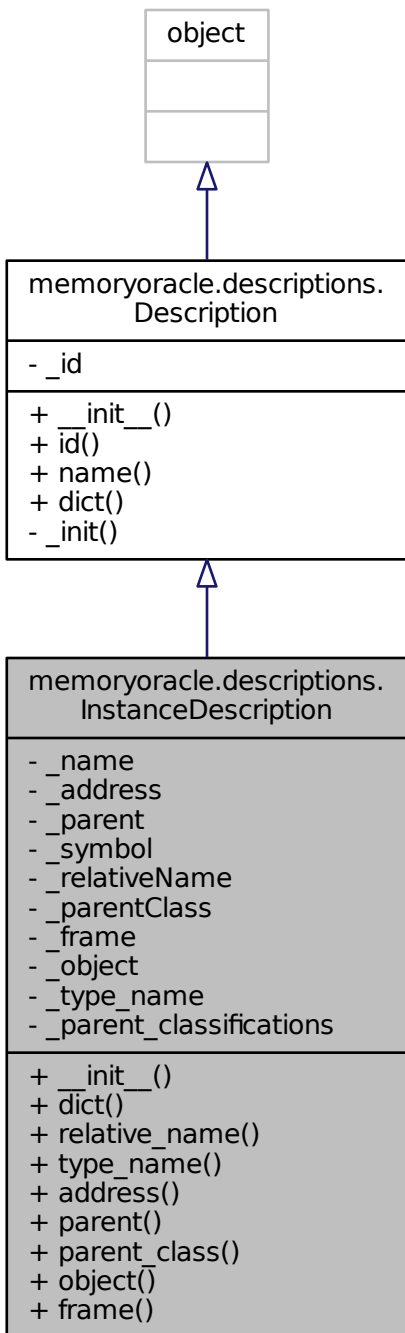 object
memoryoracle.descriptions.
Description
- _id
+ __init__()
+ id()
+ name()
+ dict()
- _init()
memoryoracle.descriptions.
InstanceDescription
- _name
- _address
- _parent
- _symbol
- _relativeName
- _parentClass
- _frame
- _object
- _type_name
- _parent_classifications
+ __init__()
+ dict()
+ relative_name()
+ type_name()
+ address()
+ parent()
+ parent_class()
+ object()
+ frame()